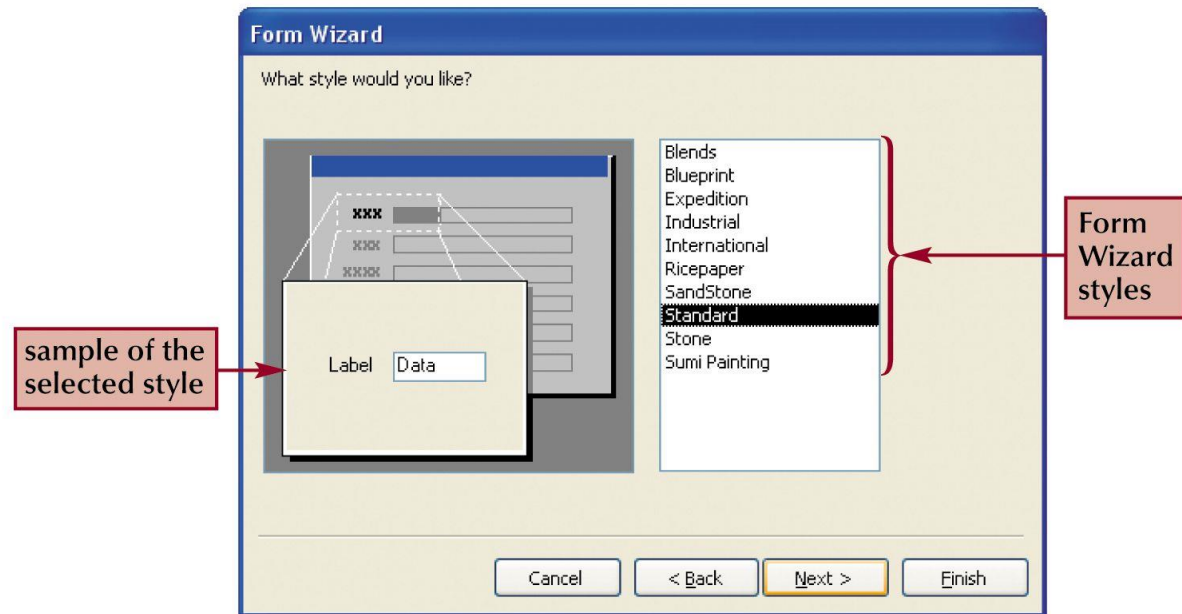 Form Wizard
What style would you like?
xxx
xxx
xxxx
Label Data
Blends
Blueprint
Expedition
Industrial
International
Ricepaper
SandStone
Standard
Stone
Sumi Painting
sample of the
selected style
Form
Wizard
styles
Cancel
< Back
Next >
Finish